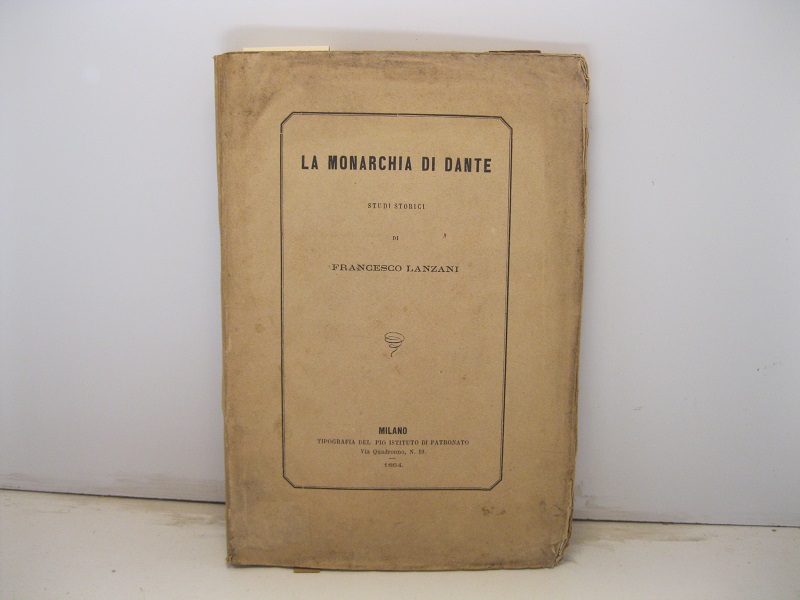 LA MONARCHIA DI DANTE
STUDI STORICI
DI
FRANCESCO LANZANI
MILANO
TIPOGRAFIA DEL PIO ISTITUTO DI PATRONATO
Via Quadronno, N. 19.
1864.